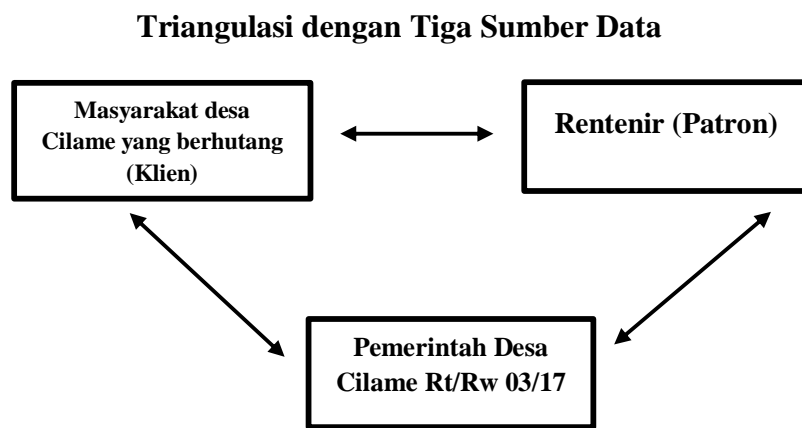 Triangulasi dengan Tiga Sumber Data
Masyarakat desa
Cilame yang berhutang
(Klien)
Rentenir (Patron)
Pemerintah Desa
Cilame Rt/Rw 03/17